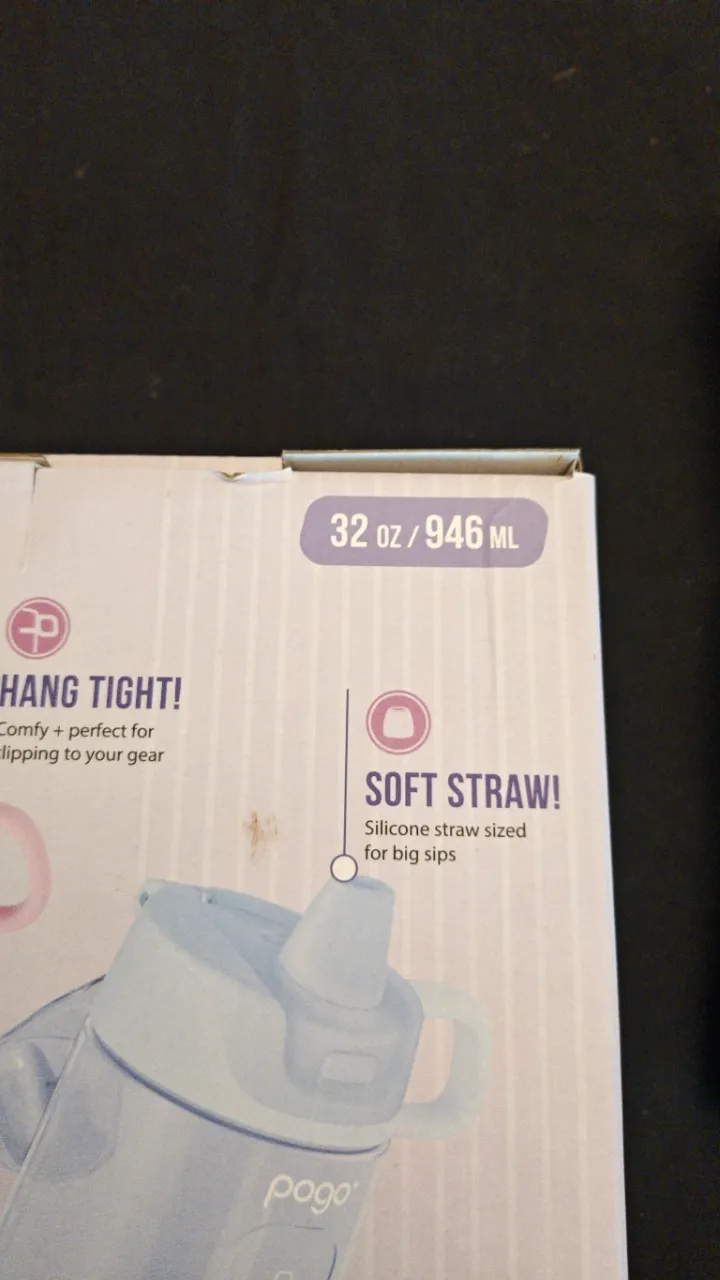 32 OZ / 946 ML
HANG TIGHT!
Comfy + perfect for
clipping to your gear
SOFT STRAW!
Silicone straw sized
for big sips
pogo®